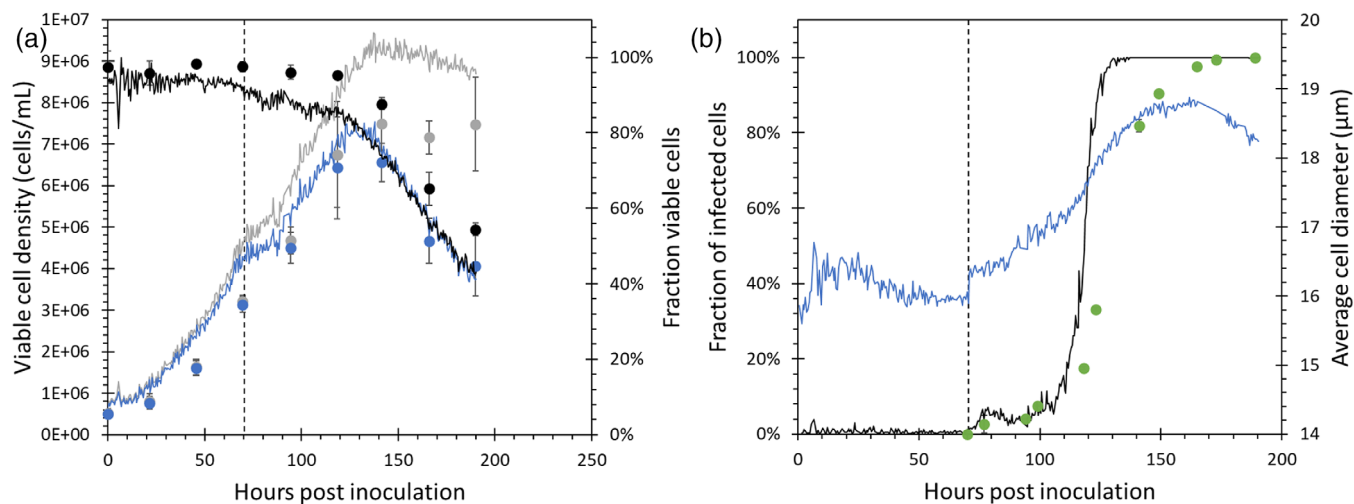 (a)
Viable cell density (cells/mL)
1E+07
9E+06
8E+06
7E+06
6E+06
5E+06
4E+06
3E+06
2E+06
1E+06
0E+00
0 50 100 150 200 250
Hours post inoculation
100%
80%
60%
40%
20%
0%
Fraction viable cells
(b)
Fraction of infected cells
100%
80%
60%
40%
20%
0%
0 50 100 150 200
Hours post inoculation
20
19
18
17
16
15
14
Average cell diameter (µm)